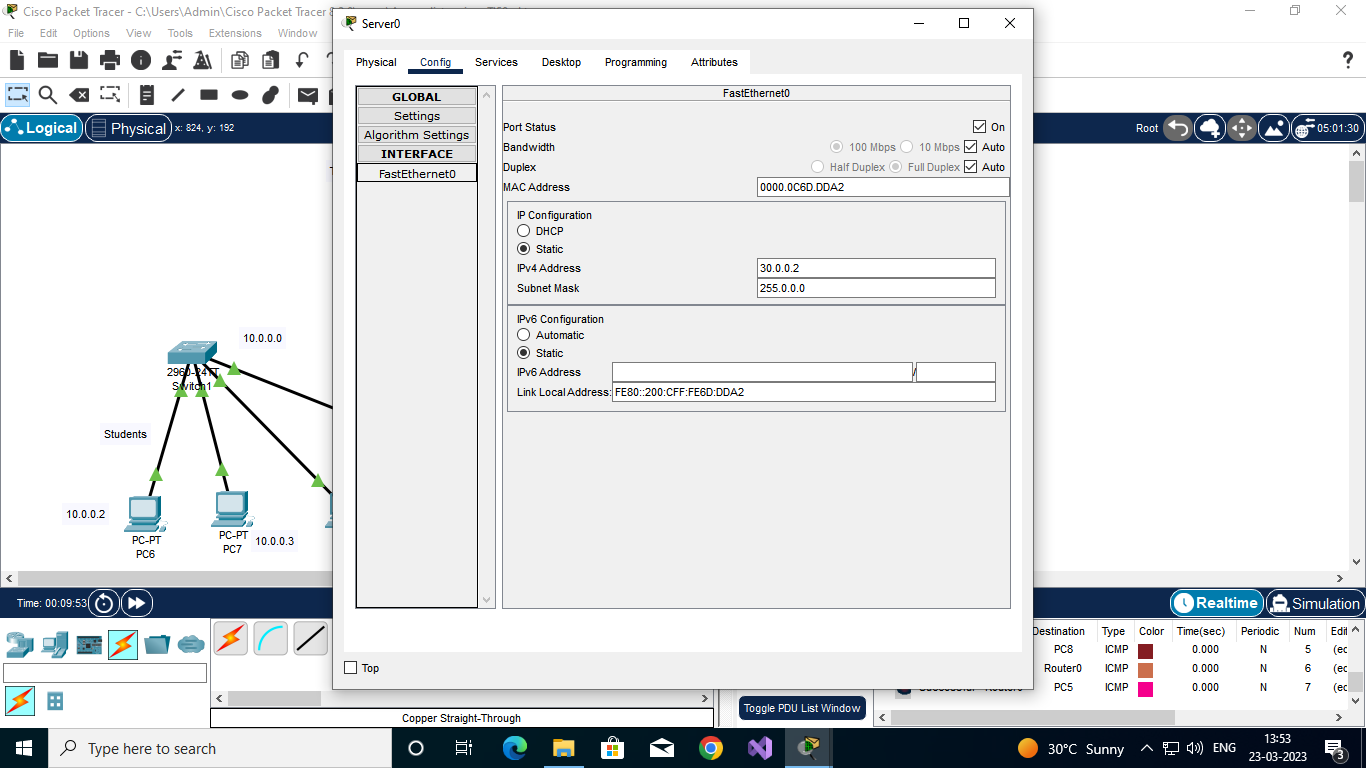 Cisco Packet Tracer - C:\Users\Admin\Cisco Packet Tracer 8
File Edit Options View Tools Extensions Window
Logical Physical x: 824, y: 192
Root 05:01:30
Server0
Physical Config Services Desktop Programming Attributes
GLOBAL
Settings
Algorithm Settings
INTERFACE
FastEthernet0
FastEthernet0
Port Status On
Bandwidth 100 Mbps 10 Mbps Auto
Duplex Half Duplex Full Duplex Auto
MAC Address 0000.0C6D.DDA2
IP Configuration
DHCP
Static
IPv4 Address 30.0.0.2
Subnet Mask 255.0.0.0
IPv6 Configuration
Automatic
Static
IPv6 Address /
Link Local Address: FE80::200:CFF:FE6D:DDA2
Top
10.0.0.0
2960-24TT
Switch1
Students
10.0.0.2
PC-PT
PC6
PC-PT
PC7
10.0.0.3
Time: 00:09:53
Realtime Simulation
Copper Straight-Through
Toggle PDU List Window
Destination Type Color Time(sec) Periodic Num Edi
PC8 ICMP 0.000 N 5 (ec
Router0 ICMP 0.000 N 6 (ec
PC5 ICMP 0.000 N 7 (ec
Type here to search
30°C Sunny ENG
13:53
23-03-2023
3